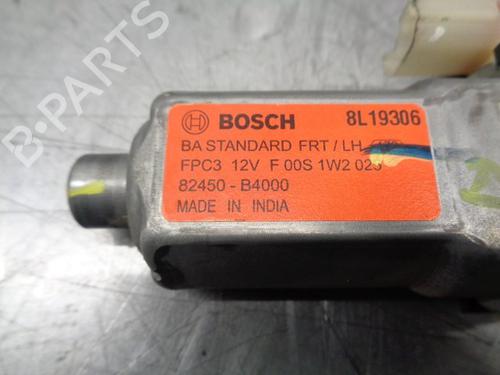 BOSCH 8L19306
BA STANDARD FRT / LH
FPC3 12V F 00S 1W2 023
82450 - B4000
MADE IN INDIA
B-PARTS